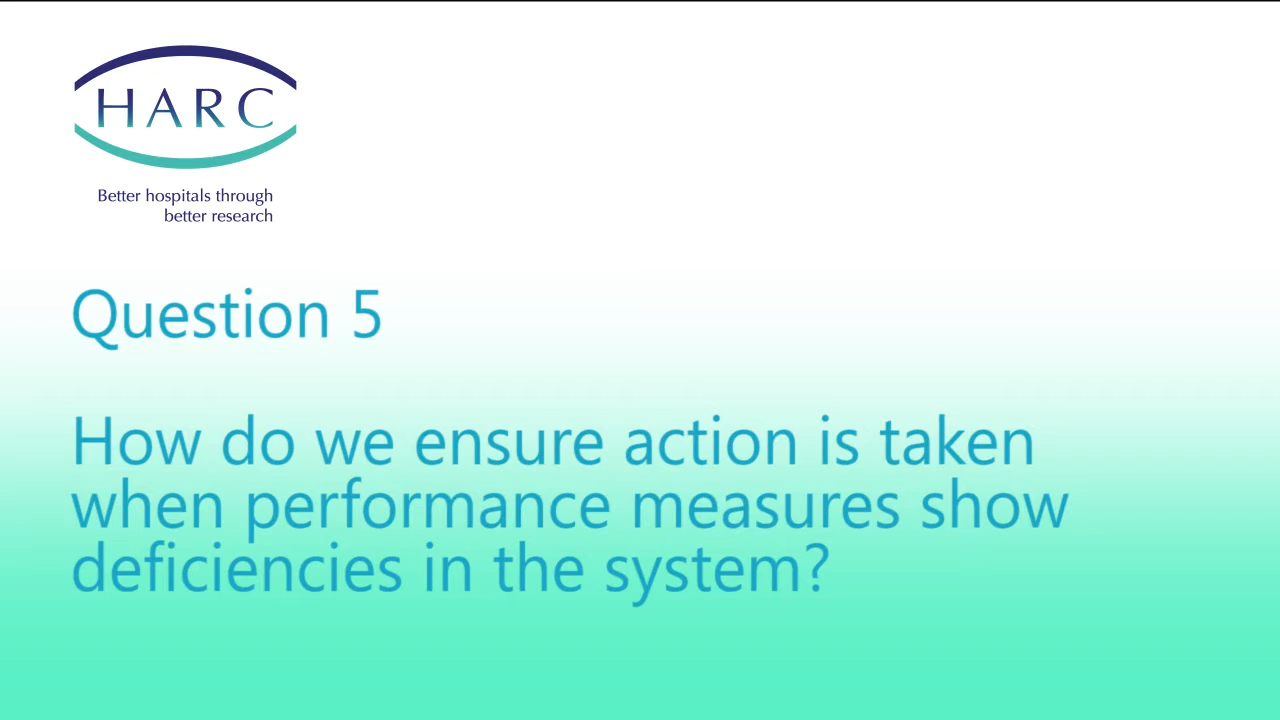 HARC
Better hospitals through
better research
Question 5
How do we ensure action is taken
when performance measures show
deficiencies in the system?